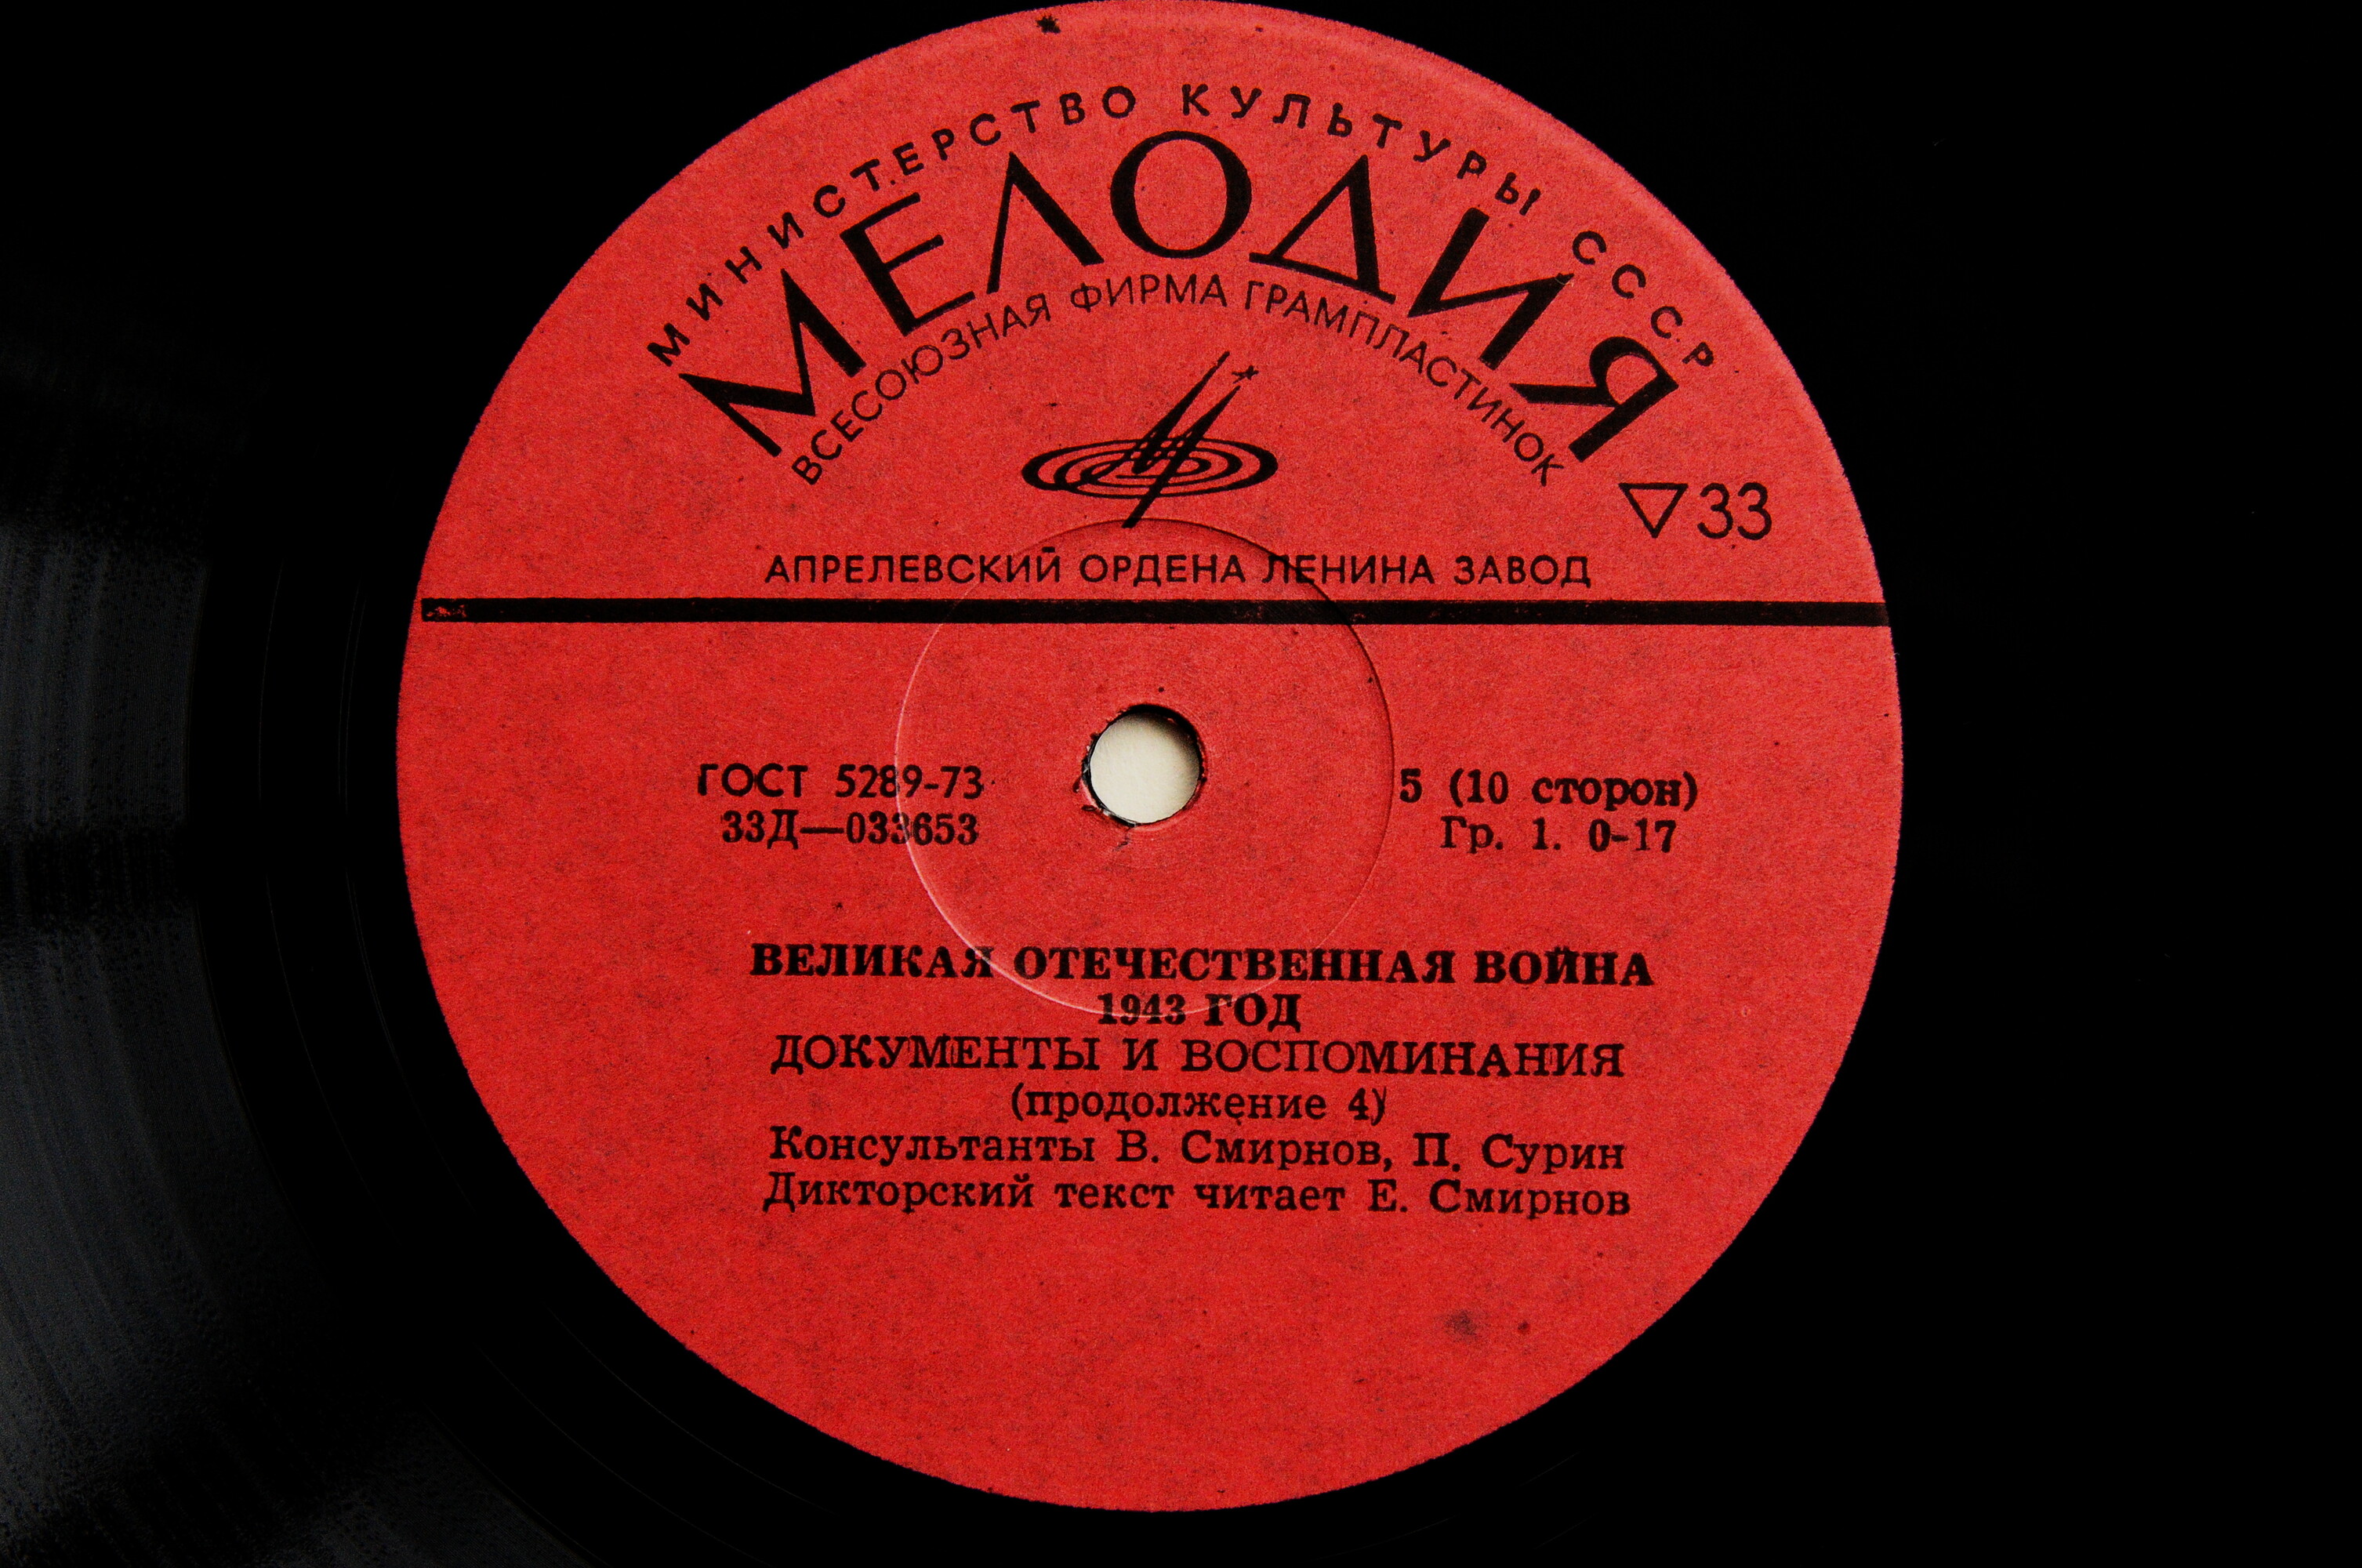 МИНИСТЕРСТВО КУЛЬТУРЫ СССР
МЕЛОДИЯ
ВСЕСОЮЗНАЯ ФИРМА ГРАМПЛАСТИНОК
▽33
АПРЕЛЕВСКИЙ ОРДЕНА ЛЕНИНА ЗАВОД
ГОСТ 5289-73
33Д—033653
5 (10 сторон)
Гр. 1. 0-17
ВЕЛИКАЯ ОТЕЧЕСТВЕННАЯ ВОЙНА
1943 ГОД
ДОКУМЕНТЫ И ВОСПОМИНАНИЯ
(продолжение 4)
Консультанты В. Смирнов, П. Сурин
Дикторский текст читает Е. Смирнов